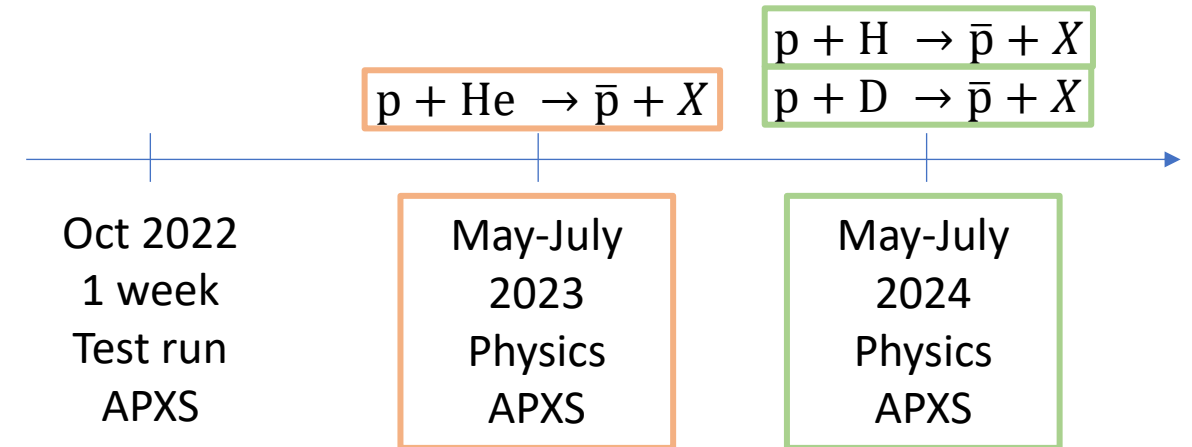 p + H → p̄ + X
p + He → p̄ + X
p + D → p̄ + X
Oct 2022
1 week
Test run
APXS
May-July
2023
Physics
APXS
May-July
2024
Physics
APXS